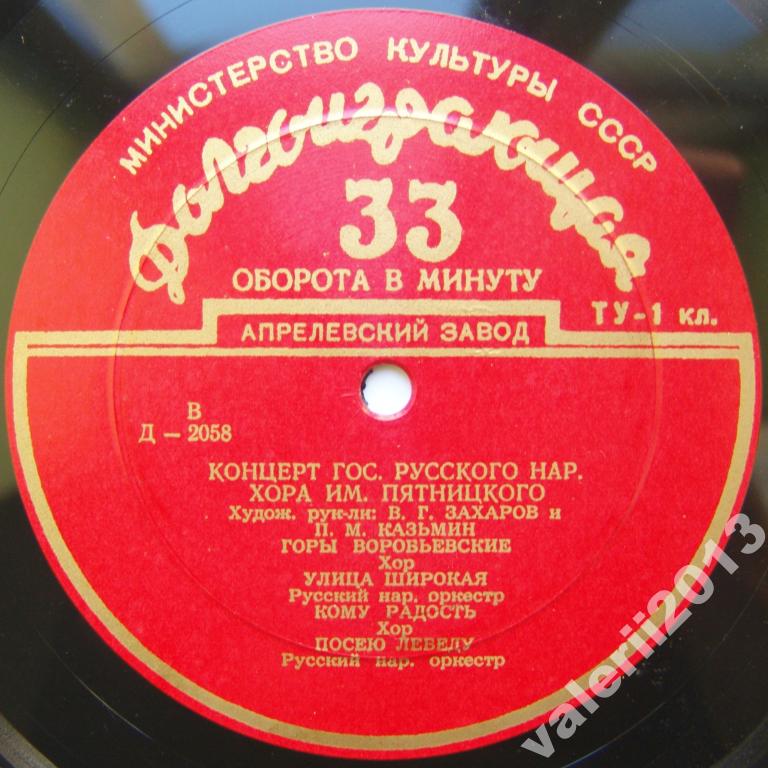 МИНИСТЕРСТВО КУЛЬТУРЫ СССР
Долгоиграющая
33
ОБОРОТА В МИНУТУ
ТУ-1 кл.
АПРЕЛЕВСКИЙ ЗАВОД
В
Д — 2058
КОНЦЕРТ ГОС. РУССКОГО НАР.
ХОРА ИМ. ПЯТНИЦКОГО
Худож. рук-ли: В. Г. ЗАХАРОВ и
П. М. КАЗЬМИН
ГОРЫ ВОРОБЬЕВСКИЕ
Хор
УЛИЦА ШИРОКАЯ
Русский нар. оркестр
КОМУ РАДОСТЬ
Хор
ПОСЕЮ ЛЕБЕДУ
Русский нар. оркестр
valerii2013